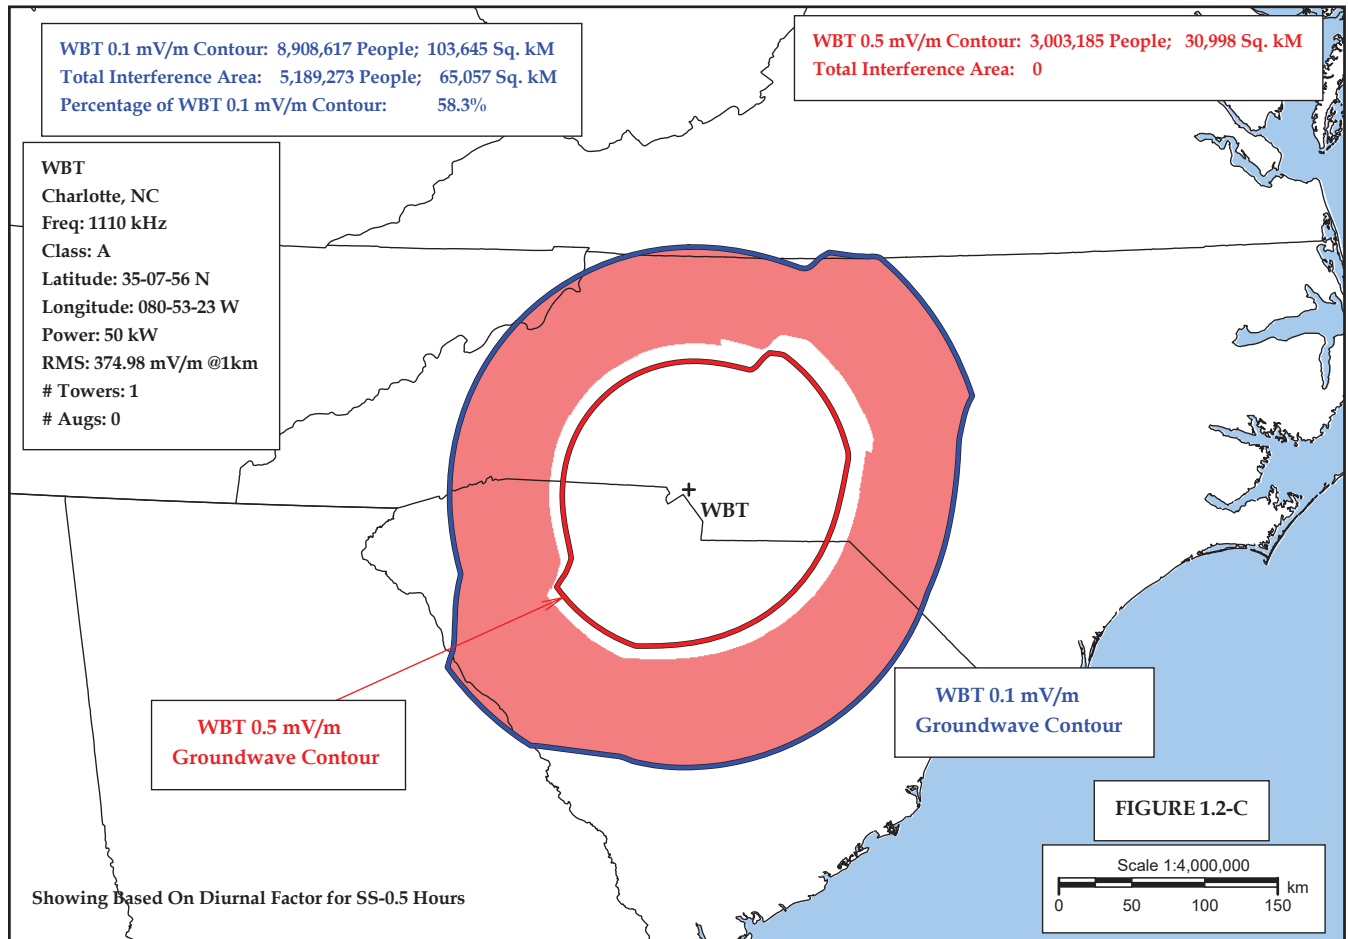 WBT 0.1 mV/m Contour: 8,908,617 People; 103,645 Sq. kM
Total Interference Area: 5,189,273 People; 65,057 Sq. kM
Percentage of WBT 0.1 mV/m Contour: 58.3%
WBT 0.5 mV/m Contour: 3,003,185 People; 30,998 Sq. kM
Total Interference Area: 0
WBT
Charlotte, NC
Freq: 1110 kHz
Class: A
Latitude: 35-07-56 N
Longitude: 080-53-23 W
Power: 50 kW
RMS: 374.98 mV/m @1km
# Towers: 1
# Augs: 0
WBT
WBT 0.5 mV/m
Groundwave Contour
WBT 0.1 mV/m
Groundwave Contour
FIGURE 1.2-C
Scale 1:4,000,000
km
0 50 100 150
Showing Based On Diurnal Factor for SS-0.5 Hours